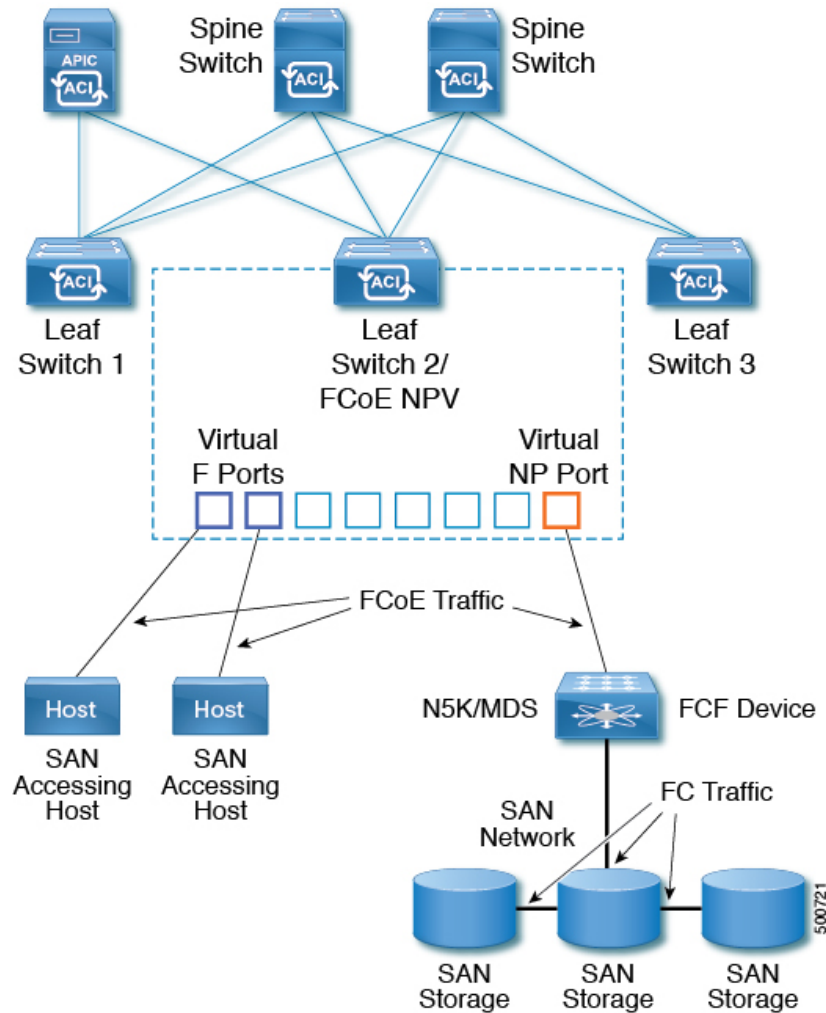 Spine
Switch
Spine
Switch
APIC
ACI
ACI
ACI
ACI
ACI
ACI
Leaf
Switch 1
Leaf
Switch 2/
FCoE NPV
Leaf
Switch 3
Virtual
F Ports
Virtual
NP Port
FCoE Traffic
Host
Host
N5K/MDS
FCF Device
SAN
Accessing
Host
SAN
Accessing
Host
FC Traffic
SAN
Network
SAN
Storage
SAN
Storage
SAN
Storage
500721